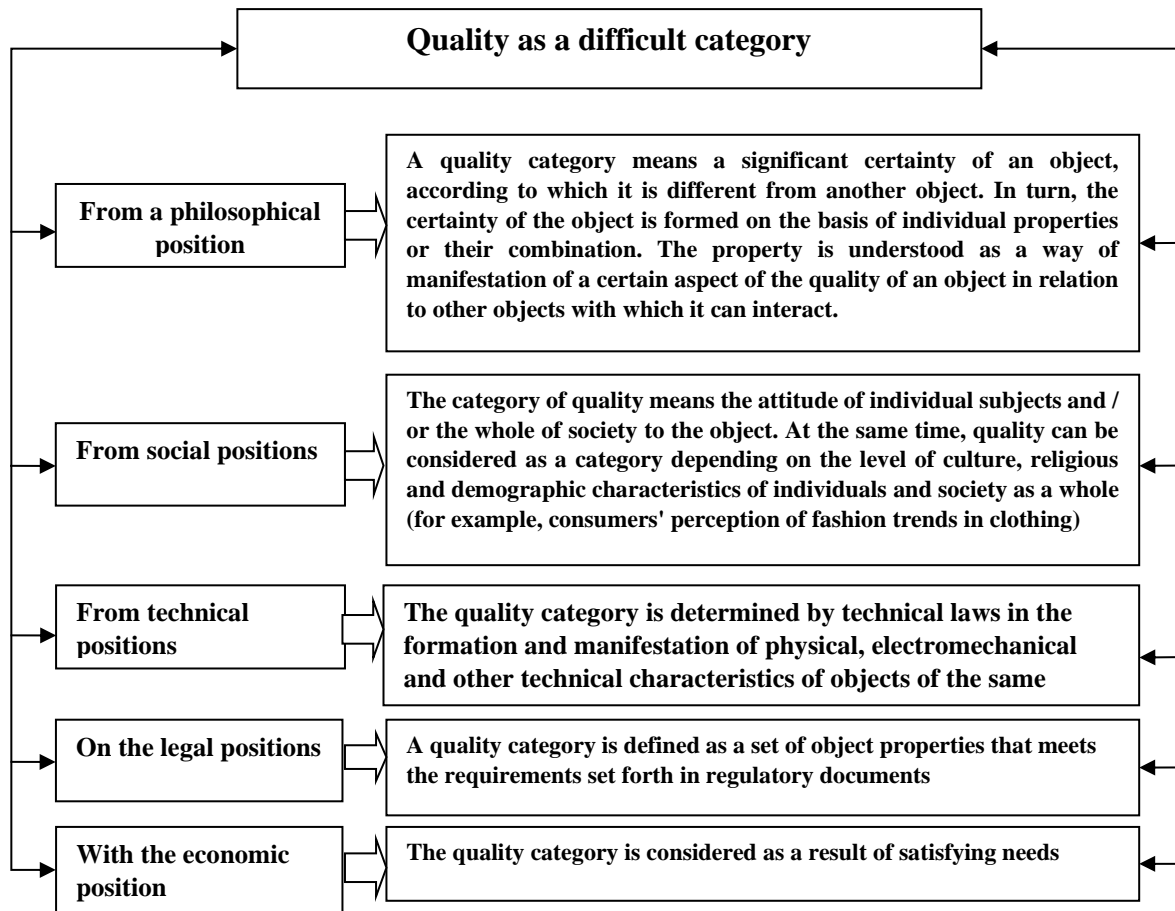 Quality as a difficult category
From a philosophical
position
A quality category means a significant certainty of an object,
according to which it is different from another object. In turn, the
certainty of the object is formed on the basis of individual properties
or their combination. The property is understood as a way of
manifestation of a certain aspect of the quality of an object in relation
to other objects with which it can interact.
From social positions
The category of quality means the attitude of individual subjects and /
or the whole of society to the object. At the same time, quality can be
considered as a category depending on the level of culture, religious
and demographic characteristics of individuals and society as a whole
(for example, consumers' perception of fashion trends in clothing)
From technical
positions
The quality category is determined by technical laws in the
formation and manifestation of physical, electromechanical
and other technical characteristics of objects of the same
On the legal positions
A quality category is defined as a set of object properties that meets
the requirements set forth in regulatory documents
With the economic
position
The quality category is considered as a result of satisfying needs